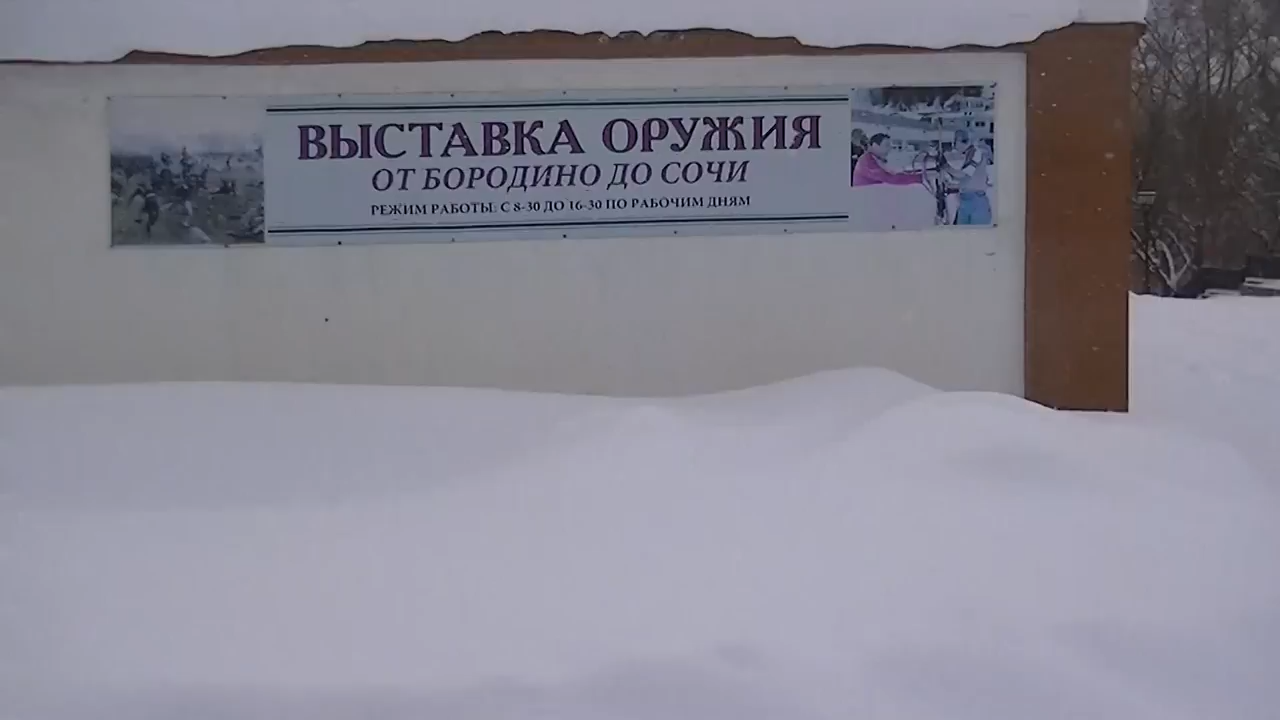 ВЫСТАВКА ОРУЖИЯ
ОТ БОРОДИНО ДО СОЧИ
РЕЖИМ РАБОТЫ: С 8-30 ДО 16-30 ПО РАБОЧИМ ДНЯМ